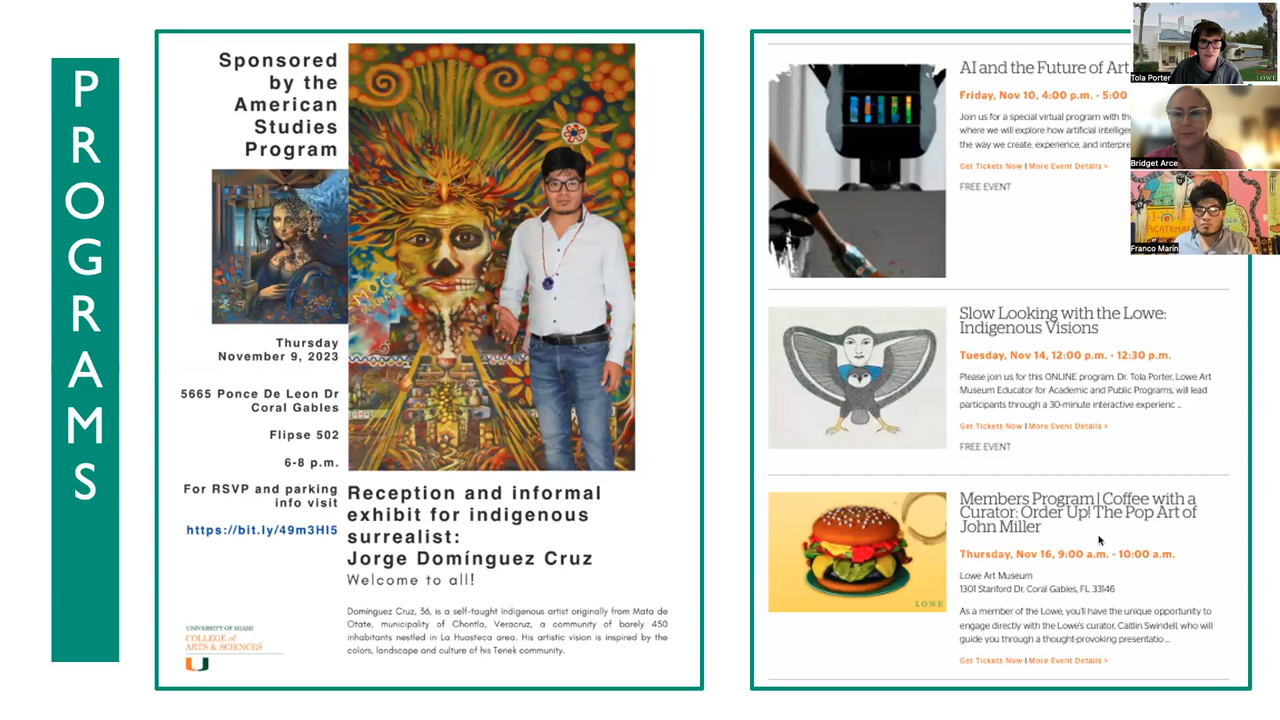 PROGRAMS
Sponsored
by the
American
Studies
Program
Thursday
November 9, 2023
5665 Ponce De Leon Dr
Coral Gables
Flipse 502
6-8 p.m.
For RSVP and parking
info visit
https://bit.ly/49m3HI5
UNIVERSITY OF MIAMI
COLLEGE of
ARTS & SCIENCES
Reception and informal
exhibit for indigenous
surrealist:
Jorge Domínguez Cruz
Welcome to all!
Domínguez Cruz, 36, is a self-taught Indigenous artist originally from Mata de
Otate, municipality of Chontla, Veracruz, a community of barely 450
inhabitants nestled in La Huasteca area. His artistic vision is inspired by the
colors, landscape and culture of his Tenek community.
AI and the Future of Art
Friday, Nov 10, 4:00 p.m. - 5:00
Join us for a special virtual program with
where we will explore how artificial
the way we create, experience, and
Get Tickets Now | More Event Details >
FREE EVENT
Slow Looking with the Lowe:
Indigenous Visions
Tuesday, Nov 14, 12:00 p.m. - 12:30 p.m.
Please join us for this ONLINE program. Dr. Tola Porter, Lowe Art
Museum Educator for Academic and Public Programs, will lead
participants through a 30-minute interactive experienc ...
Get Tickets Now | More Event Details >
FREE EVENT
LOWE
Members Program | Coffee with a
Curator: Order Up! The Pop Art of
John Miller
Thursday, Nov 16, 9:00 a.m. - 10:00 a.m.
Lowe Art Museum
1301 Stanford Dr, Coral Gables, FL 33146
As a member of the Lowe, you'll have the unique opportunity to
engage directly with the Lowe's curator, Caitlin Swindell, who will
guide you through a thought-provoking presentatio ...
Get Tickets Now | More Event Details >
Tola Porter
LOWE
Bridget Arce
Franco Marin